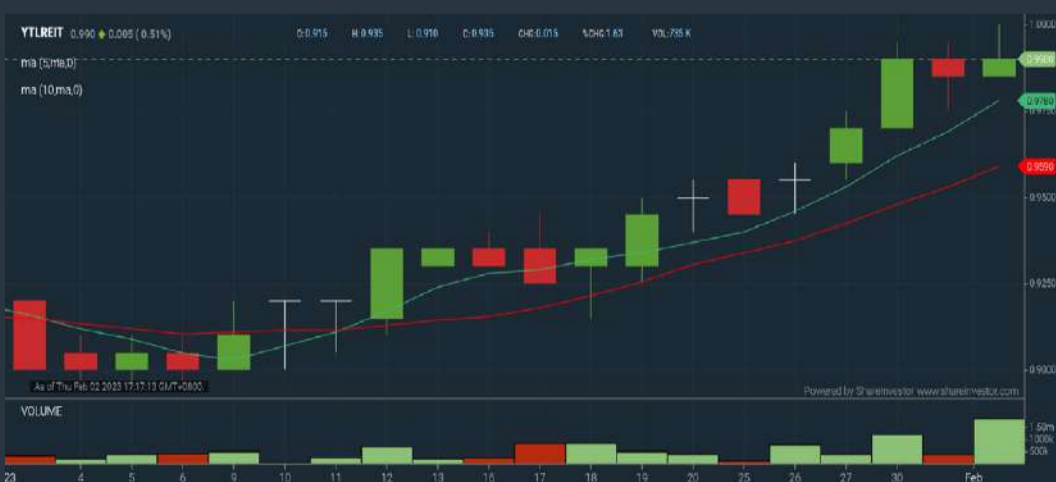 YTLREIT 0.990 0.005 (0.51%) O:0.915 H:0.935 L:0.910 C:0.935 CHG:0.015 %CHG:1.63 VOL:735 K
ma (5,ma,0)
ma (10,ma,0)
1.0000
0.9900
0.9780
0.9750
0.9590
0.9500
0.9250
0.9000
As of Thu Feb 02 2023 17:17:13 GMT+0800.
Powered by ShareInvestor www.shareinvestor.com
VOLUME
1.50m
1000k
500k
23 4 5 6 9 10 11 12 13 16 17 18 19 20 25 26 27 30 Feb